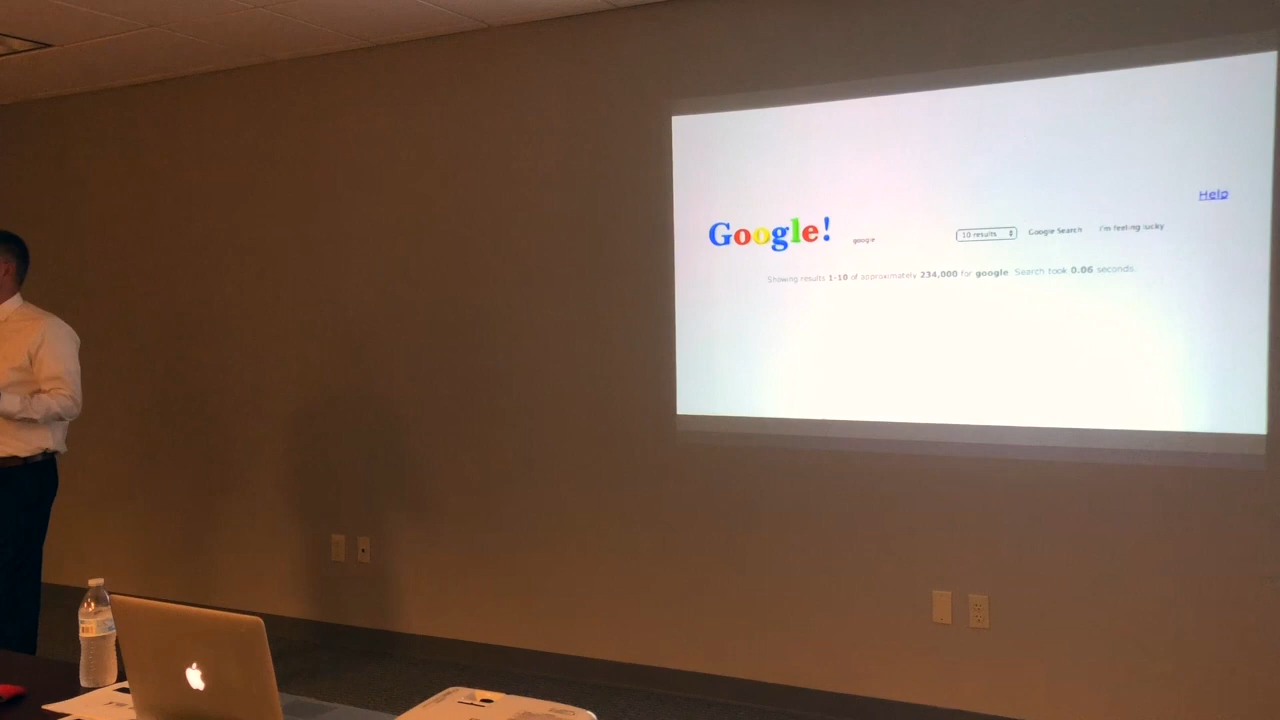 Help
Google! google 10 results Google Search I'm feeling lucky
Showing results 1-10 of approximately 234,000 for google. Search took 0.06 seconds.